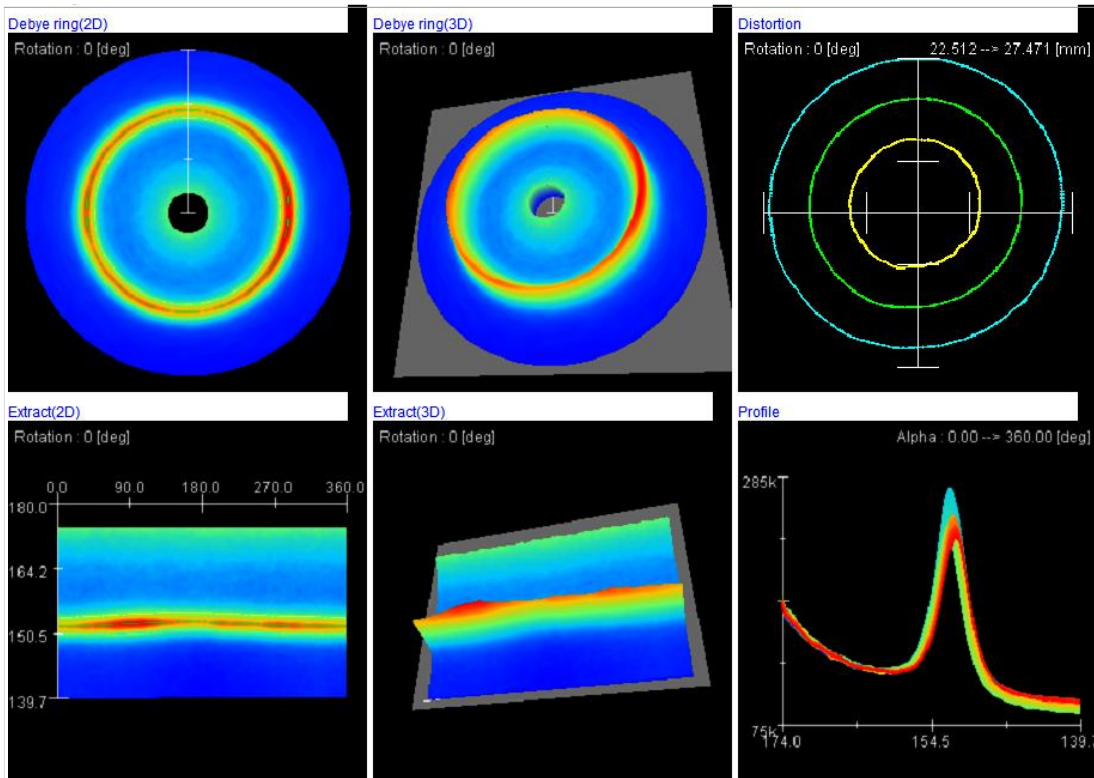 Debye ring(2D)
Rotation : 0 [deg]
Debye ring(3D)
Rotation : 0 [deg]
Distortion
Rotation : 0 [deg]
22.512 --> 27.471 [mm]
Extract(2D)
Rotation : 0 [deg]
0.0 90.0 180.0 270.0 360.0
180.0
164.2
150.5
139.7
Extract(3D)
Rotation : 0 [deg]
Profile
Alpha : 0.00 --> 360.00 [deg]
285k
75k
174.0 154.5 139.7